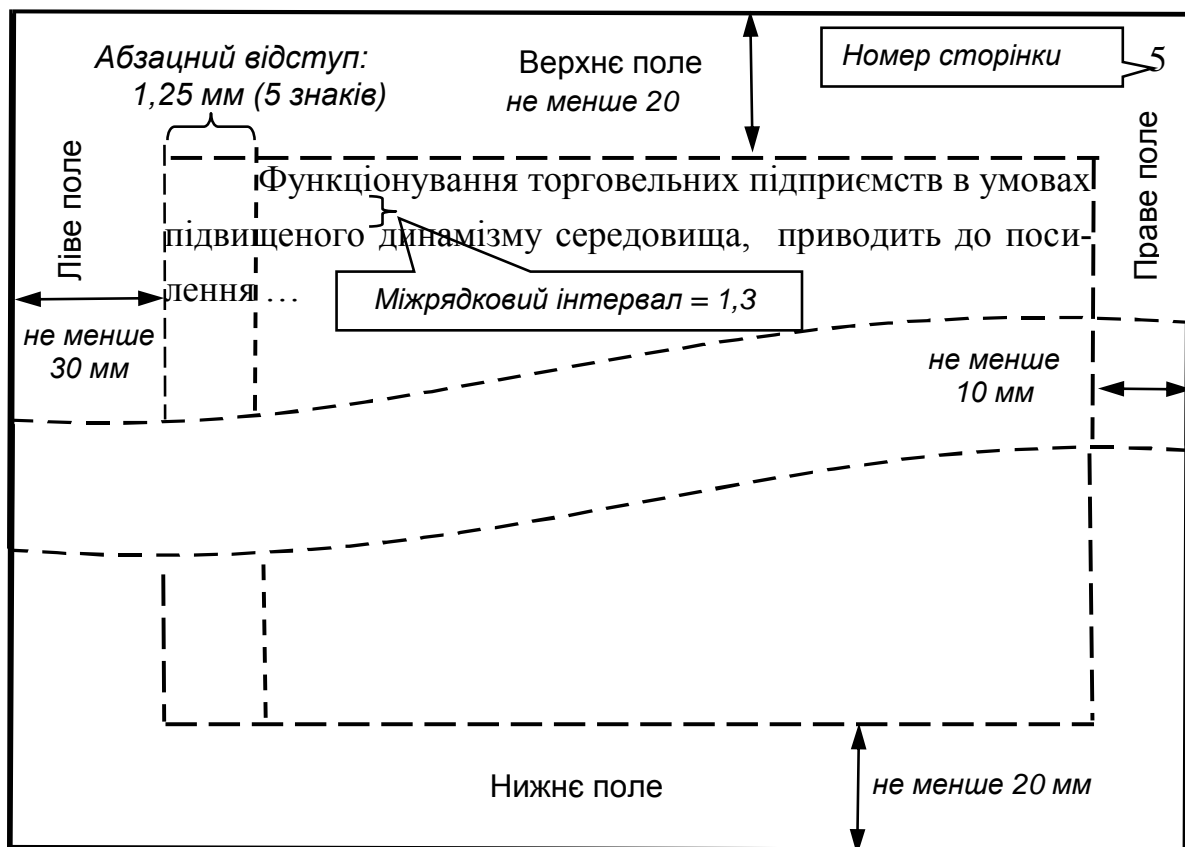 Абзацний відступ:
1,25 мм (5 знаків)
Верхнє поле
не менше 20
Номер сторінки
5
Ліве поле
Праве поле
Функціонування торговельних підприємств в умовах
підвищеного динамізму середовища, приводить до поси-
лення …
Міжрядковий інтервал = 1,3
не менше
30 мм
не менше
10 мм
Нижнє поле
не менше 20 мм